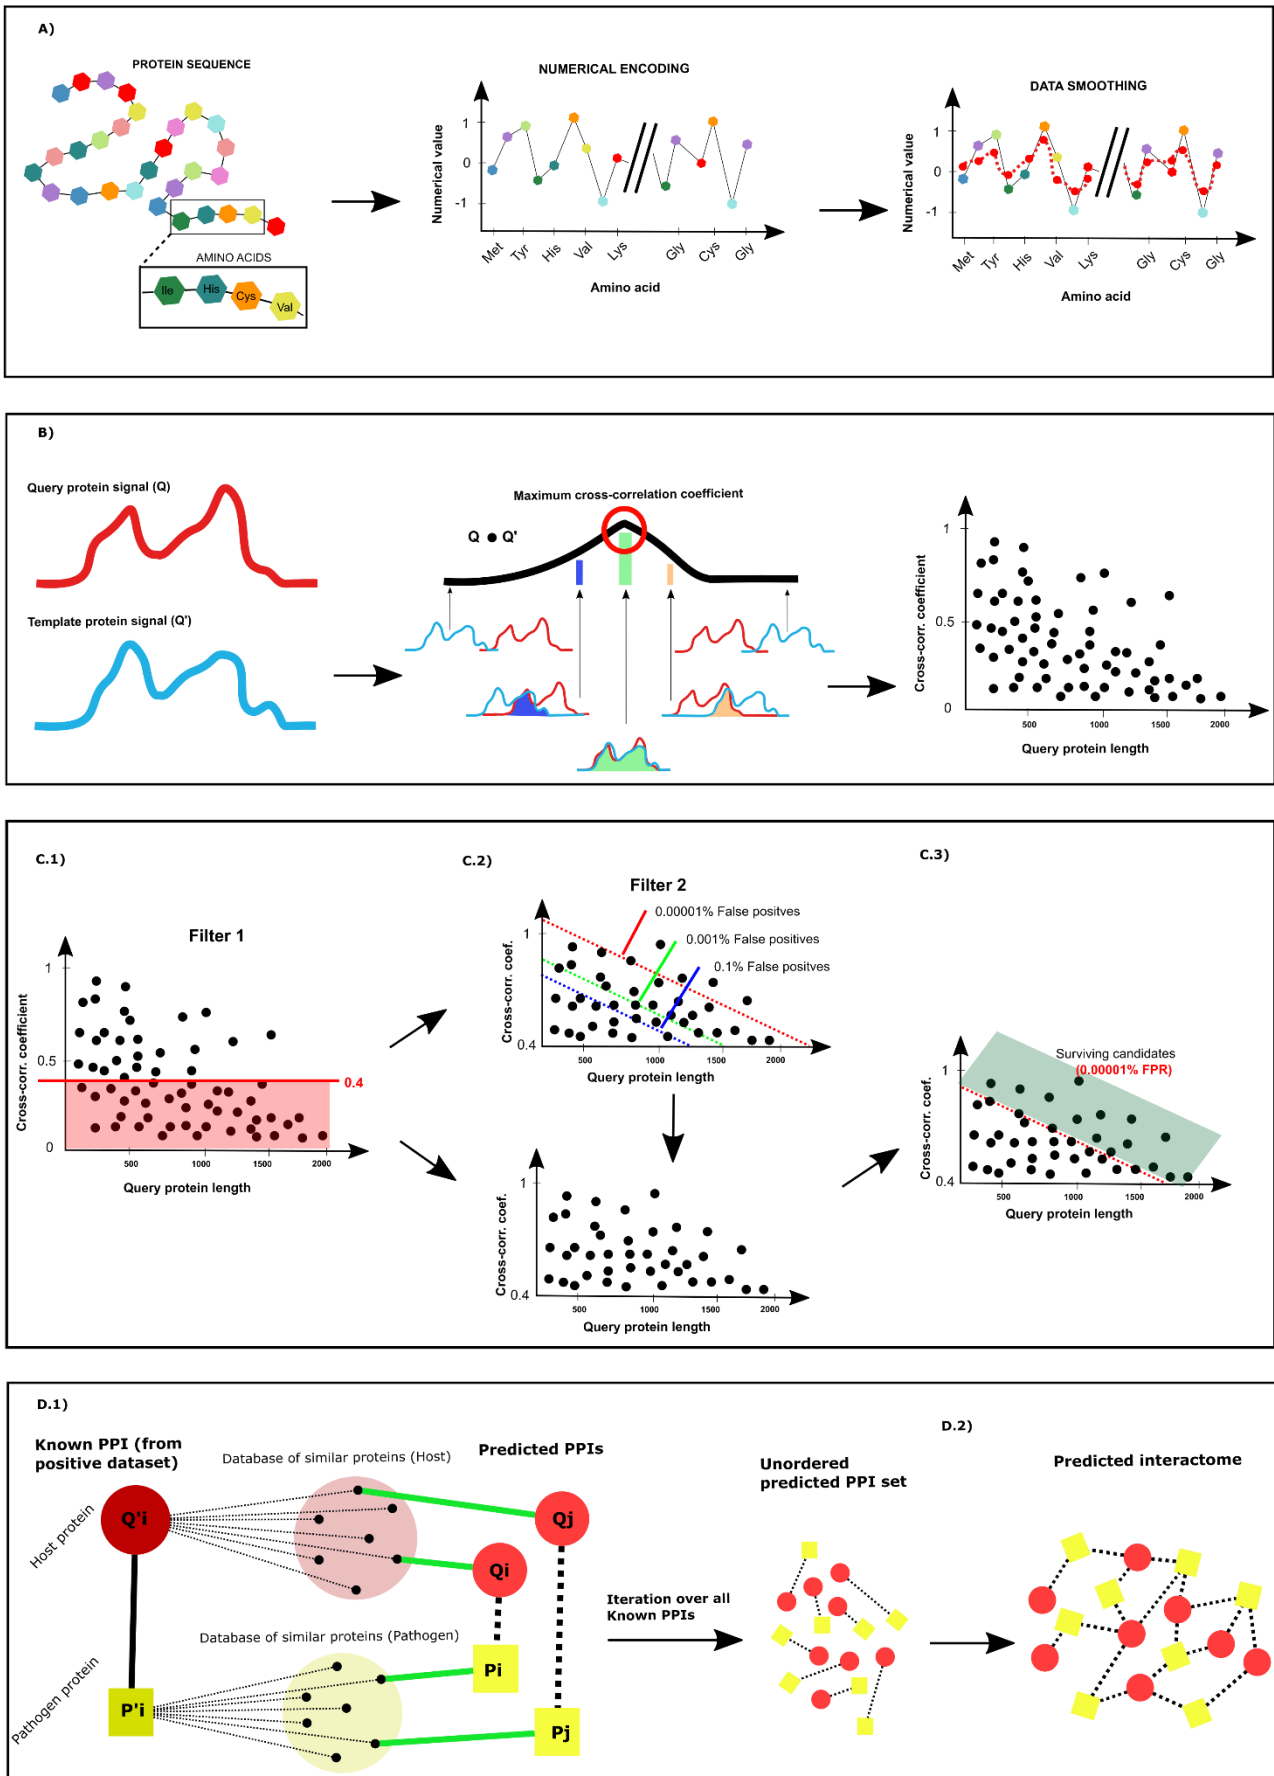 A)
PROTEIN SEQUENCE
AMINO ACIDS
Ile
His
Cys
Val
NUMERICAL ENCODING
Numerical value
1
0
-1
Met
Tyr
His
Val
Lys
Gly
Cys
Gly
Amino acid
DATA SMOOTHING
Numerical value
1
0
-1
Met
Tyr
His
Val
Lys
Gly
Cys
Gly
Amino acid
B)
Query protein signal (Q)
Template protein signal (Q')
Maximum cross-correlation coefficient
Q ● Q'
Cross-corr. coefficient
1
0.5
0
500
1000
1500
2000
Query protein length
C.1)
Filter 1
Cross-corr. coefficient
1
0.5
0.4
0
500
1000
1500
2000
Query protein length
C.2)
Filter 2
0.00001% False positves
0.001% False positives
0.1% False positves
Cross-corr. coef.
1
0.4
500
1000
1500
2000
Query protein length
Cross-corr. coef.
1
0.4
500
1000
1500
2000
Query protein length
C.3)
Surviving candidates
(0.00001% FPR)
Cross-corr. coef.
1
0.4
500
1000
1500
2000
Query protein length
D.1)
Known PPI (from
positive dataset)
Database of similar proteins (Host)
Predicted PPIs
Host protein
Q'i
Qj
Qi
Database of similar proteins (Pathogen)
Pathogen protein
P'i
Pi
Pj
Iteration over all
Known PPIs
Unordered
predicted PPI set
D.2)
Predicted interactome